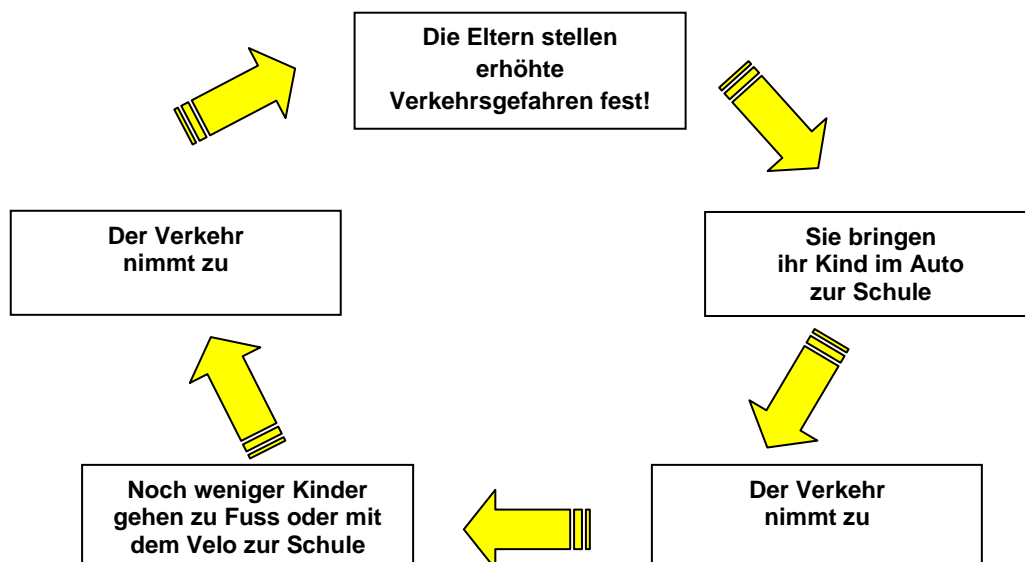 Die Eltern stellen
erhöhte
Verkehrsgefahren fest!
Der Verkehr
nimmt zu
Sie bringen
ihr Kind im Auto
zur Schule
Noch weniger Kinder
gehen zu Fuss oder mit
dem Velo zur Schule
Der Verkehr
nimmt zu